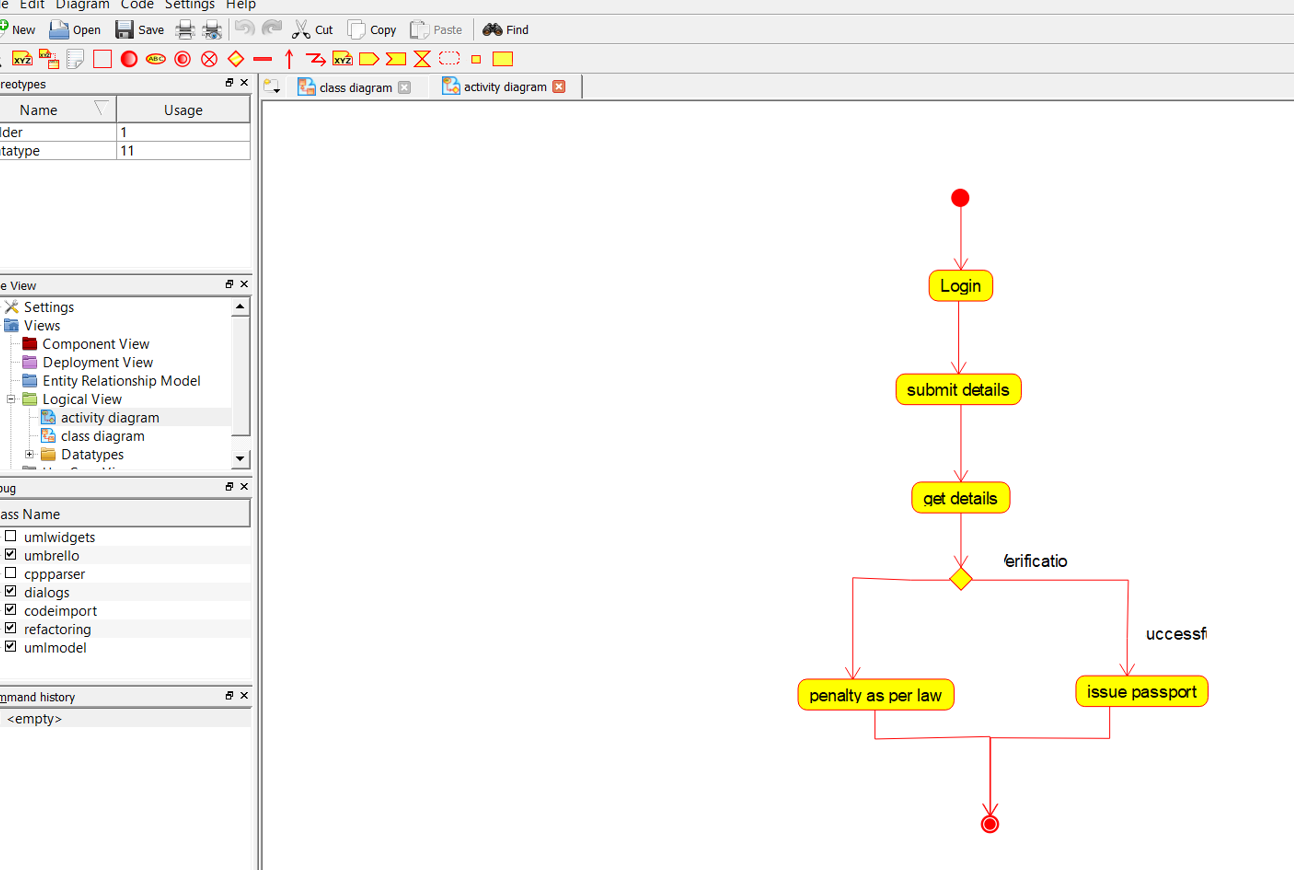 le Edit Diagram Code Settings Help
New Open Save Cut Copy Paste Find
XYZ XYZ ABC XYZ
reotypes
class diagram activity diagram
Name Usage
lder 1
atatype 11
e View
Settings
Views
Component View
Deployment View
Entity Relationship Model
Logical View
activity diagram
class diagram
Datatypes
bug
ass Name
umlwidgets
umbrello
cppparser
dialogs
codeimport
refactoring
umlmodel
mmand history
<empty>
Login
submit details
get details
erificatio
uccessf
penalty as per law
issue passport